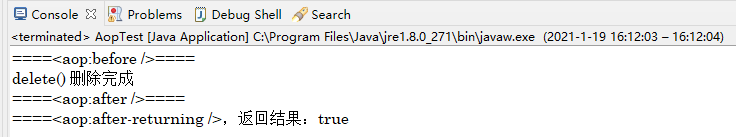 Console Problems Debug Shell Search
<terminated> AopTest [Java Application] C:\Program Files\Java\jre1.8.0_271\bin\javaw.exe (2021-1-19 16:12:03 – 16:12:04)
====<aop:before />====
delete() 删除完成
====<aop:after />====
====<aop:after-returning />，返回结果：true